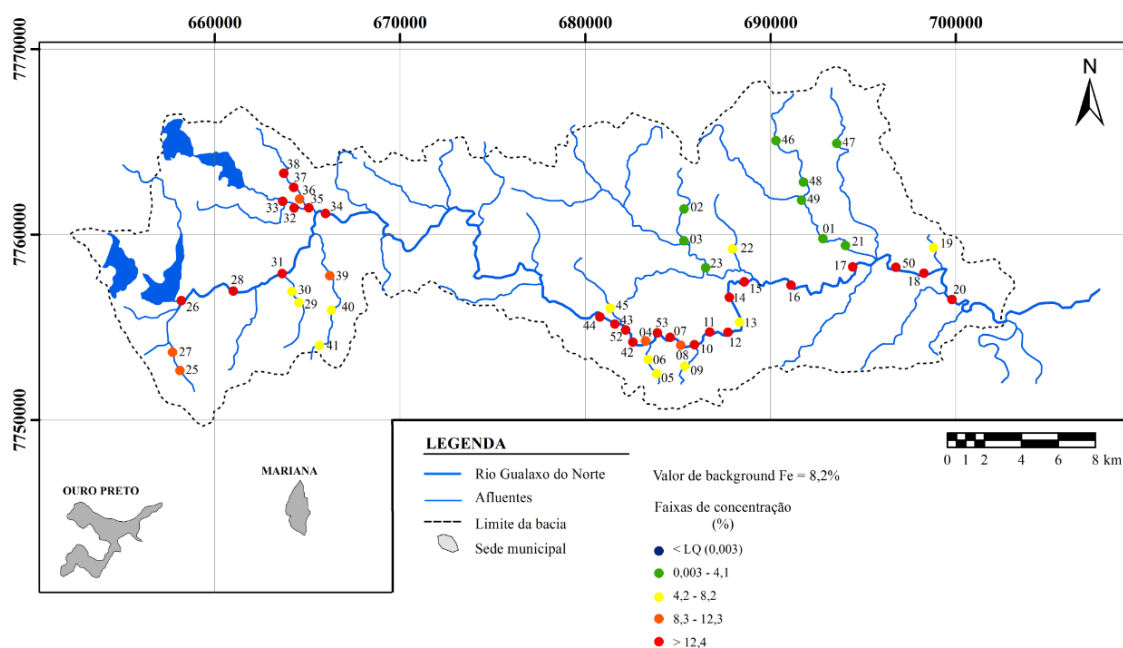 660000 670000 680000 690000 700000
7770000
N
46 47
38
37
36
48
33 32 35 34
49
02
7760000
03 01 21
22 19
23
31 39 17 50 18
30
28 29 15 16 20
26 40 14
45
44 43 53 07 11 13
52 04 12
42 08 10
27 41 06
25 05 09
7750000
LEGENDA
Rio Gualaxo do Norte
Afluentes
Limite da bacia
Sede municipal
Valor de background Fe = 8,2%
Faixas de concentração
(%)
< LQ (0,003)
0,003 - 4,1
4,2 - 8,2
8,3 - 12,3
> 12,4
0 1 2 4 6 8 km
MARIANA
OURO PRETO